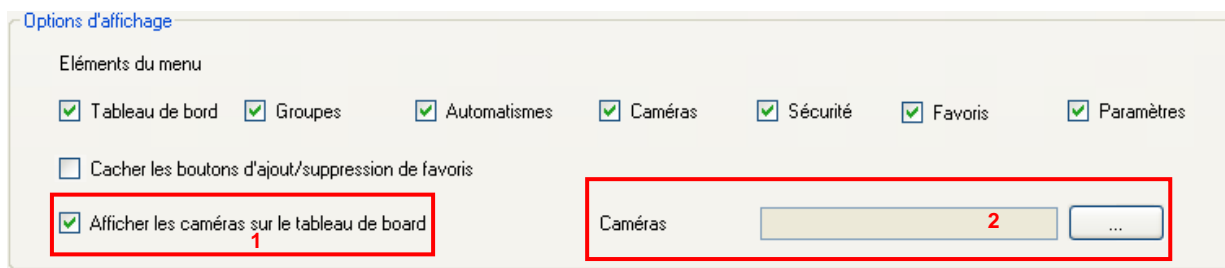 Options d'affichage
Eléments du menu
Tableau de bord Groupes Automatismes Caméras Sécurité Favoris Paramètres
Cacher les boutons d'ajout/suppression de favoris
Afficher les caméras sur le tableau de board Caméras ...
1 2